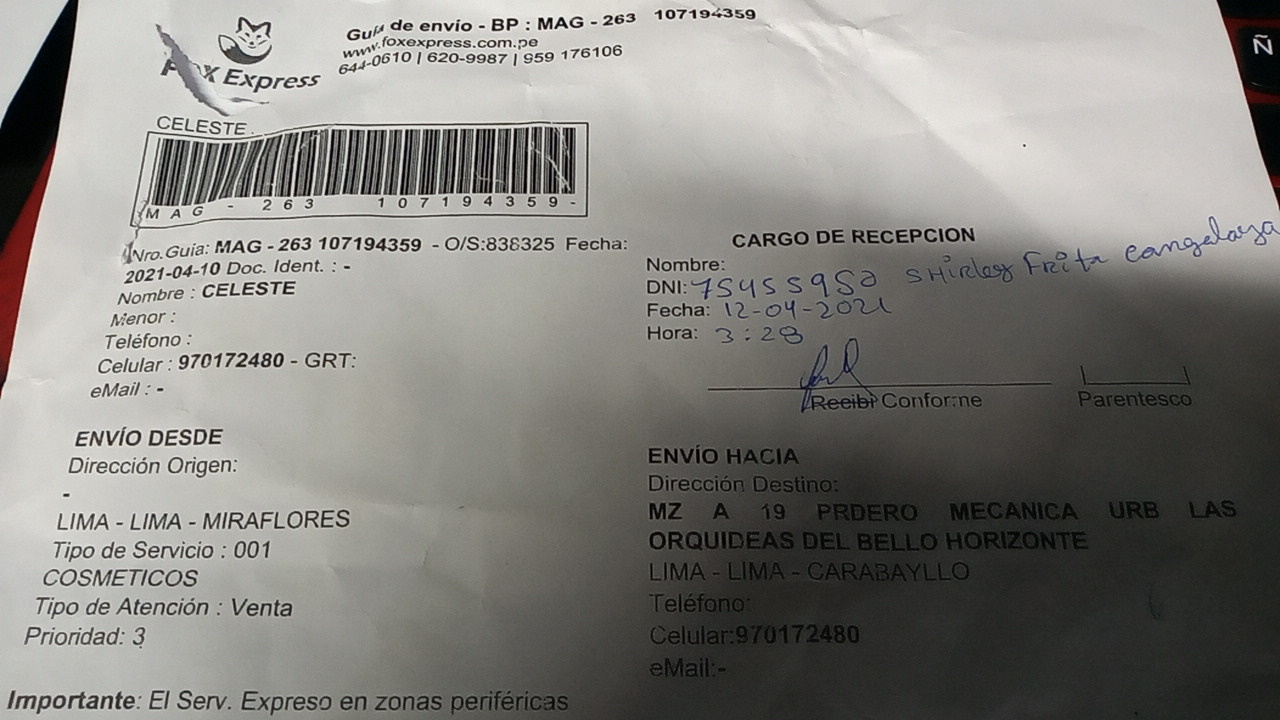 Guía de envío - BP : MAG - 263 107194359
www.foxexpress.com.pe
644-0610 | 620-9987 | 959 176106
FOX Express
CELESTE.
MAG - 263 107194359-
Nro.Guia: MAG - 263 107194359 - O/S:838325 Fecha:
2021-04-10 Doc. Ident. : -
Nombre : CELESTE
Menor :
Teléfono :
Celular : 970172480 - GRT:
eMail : -
ENVÍO DESDE
Dirección Origen:
-
LIMA - LIMA - MIRAFLORES
Tipo de Servicio : 001
COSMETICOS
Tipo de Atención : Venta
Prioridad: 3
Importante: El Serv. Expreso en zonas periféricas
CARGO DE RECEPCION
Nombre:
DNI: 75455952 SHirley Frita Cangalaya
Fecha: 12-04-2021
Hora: 3:28
Recibi Conforme
Parentesco
ENVÍO HACIA
Dirección Destino:
MZ A 19 PRDERO MECANICA URB LAS
ORQUIDEAS DEL BELLO HORIZONTE
LIMA - LIMA - CARABAYLLO
Teléfono:
Celular:970172480
eMail:-
Ñ